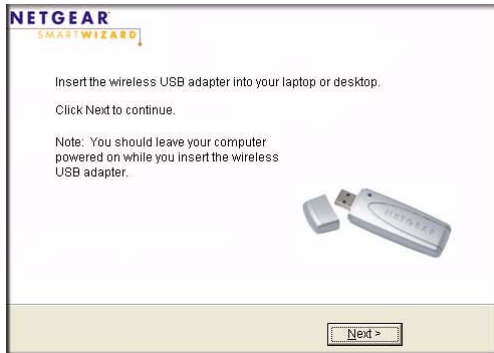 NETGEAR
SMARTWIZARD
Insert the wireless USB adapter into your laptop or desktop.
Click Next to continue.
Note: You should leave your computer
powered on while you insert the wireless
USB adapter.
NETGEAR
Next >